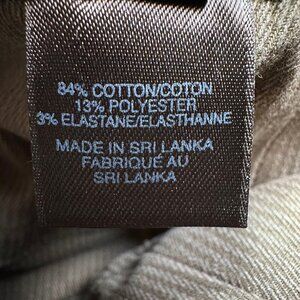 84% COTTON/COTON
13% POLYESTER
3% ELASTANE/ELASTHANNE
MADE IN SRI LANKA
FABRIQUÉ AU
SRI LANKA